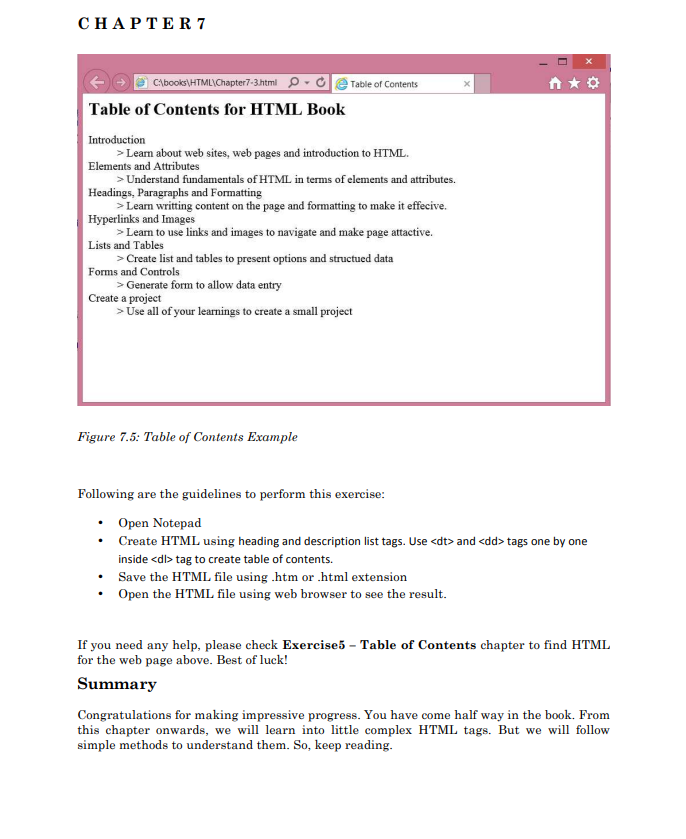 CHAPTER 7
C:\books\HTML\Chapter7-3.html
Table of Contents
Table of Contents for HTML Book
Introduction
> Learn about web sites, web pages and introduction to HTML.
Elements and Attributes
> Understand fundamentals of HTML in terms of elements and attributes.
Headings, Paragraphs and Formatting
> Learn writting content on the page and formatting to make it effecive.
Hyperlinks and Images
> Learn to use links and images to navigate and make page attactive.
Lists and Tables
> Create list and tables to present options and structued data
Forms and Controls
> Generate form to allow data entry
Create a project
> Use all of your learnings to create a small project
Figure 7.5: Table of Contents Example
Following are the guidelines to perform this exercise:
• Open Notepad
• Create HTML using heading and description list tags. Use <dt> and <dd> tags one by one
inside <dl> tag to create table of contents.
• Save the HTML file using .htm or .html extension
• Open the HTML file using web browser to see the result.
If you need any help, please check Exercise5 – Table of Contents chapter to find HTML
for the web page above. Best of luck!
Summary
Congratulations for making impressive progress. You have come half way in the book. From
this chapter onwards, we will learn into little complex HTML tags. But we will follow
simple methods to understand them. So, keep reading.